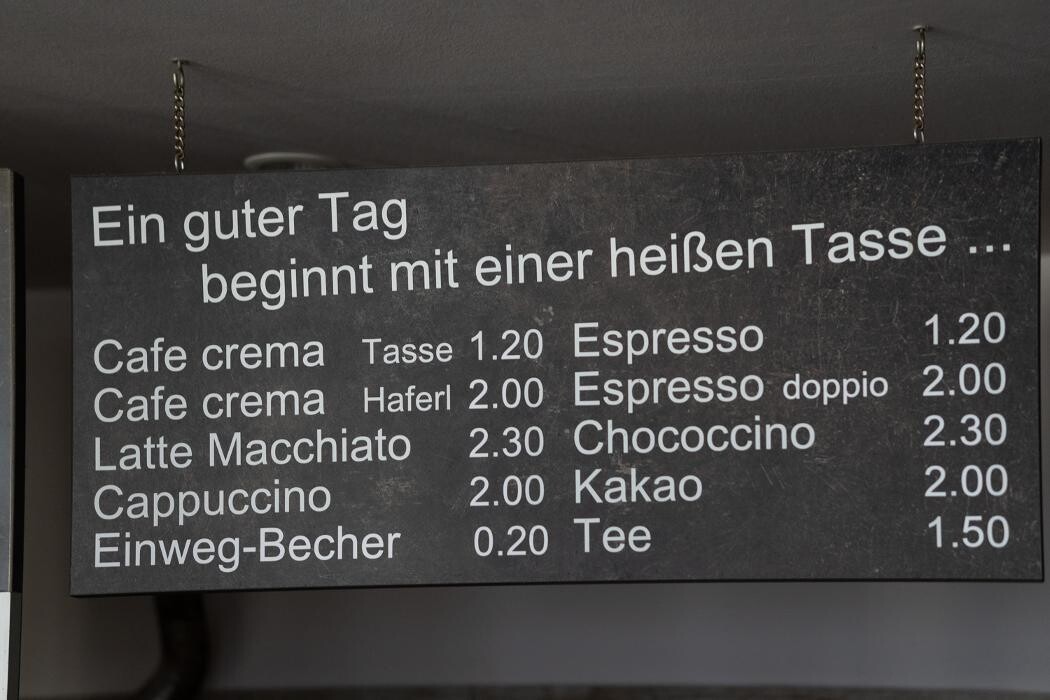 Ein guter Tag
beginnt mit einer heißen Tasse ...
Cafe crema Tasse 1.20
Cafe crema Haferl 2.00
Latte Macchiato 2.30
Cappuccino 2.00
Einweg-Becher 0.20
Espresso 1.20
Espresso doppio 2.00
Chococcino 2.30
Kakao 2.00
Tee 1.50